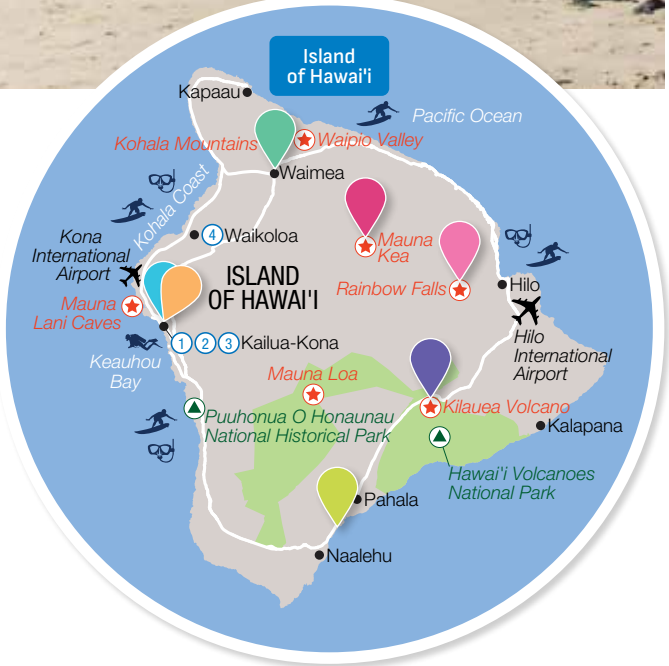 Island
of Hawai'i
Kapaau
Pacific Ocean
Kohala Mountains
Waipio Valley
Waimea
Kohala Coast
4 Waikoloa
Kona
International
Airport
Mauna
Kea
ISLAND
OF HAWAI'I
Rainbow Falls
Hilo
Mauna
Lani Caves
1 2 3 Kailua-Kona
Hilo
International
Airport
Keauhou
Bay
Mauna Loa
Puuhonua O Honaunau
National Historical Park
Kilauea Volcano
Kalapana
Hawai'i Volcanoes
National Park
Pahala
Naalehu